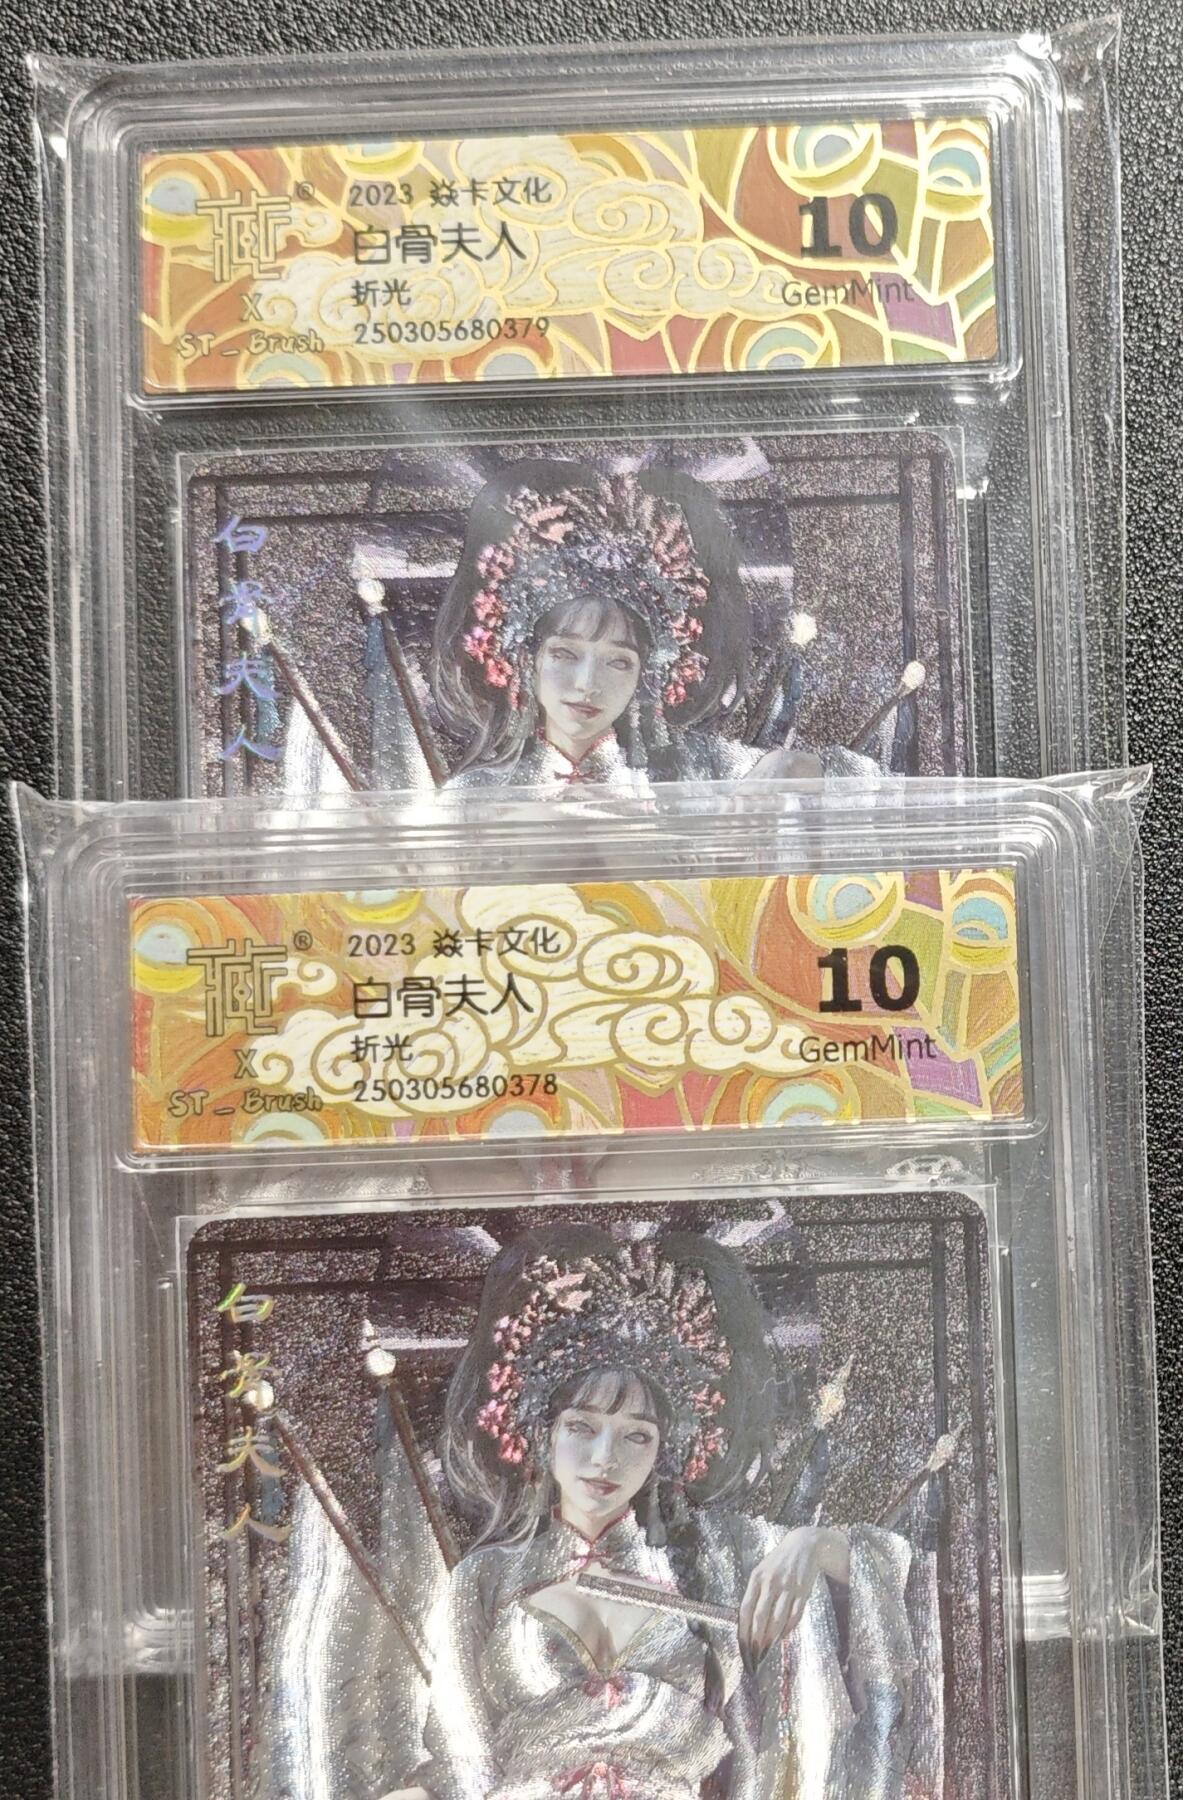 2023 焱卡文化
白骨夫人
折光
250305680379
10
GemMint
®
X
ST_Brush
白骨夫人
2023 焱卡文化
白骨夫人
折光
250305680378
10
GemMint
®
X
ST_Brush
白骨夫人